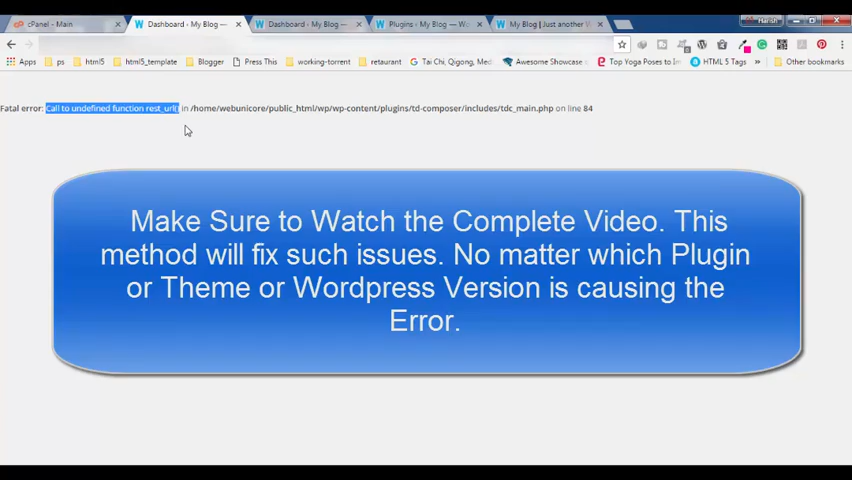 Harish
cPanel - Main
Dashboard ‹ My Blog —
Dashboard ‹ My Blog —
Plugins ‹ My Blog — Wo
My Blog | Just another W
Apps
ps
html5
html5_template
Blogger
Press This
working-torrent
retaurant
Tai Chi, Qigong, Med
Awesome Showcase
Top Yoga Poses to Im
HTML 5 Tags
Other bookmarks
Fatal error: Call to undefined function rest_url() in /home/webunicore/public_html/wp/wp-content/plugins/td-composer/includes/tdc_main.php on line 84
Make Sure to Watch the Complete Video. This
method will fix such issues. No matter which Plugin
or Theme or Wordpress Version is causing the
Error.